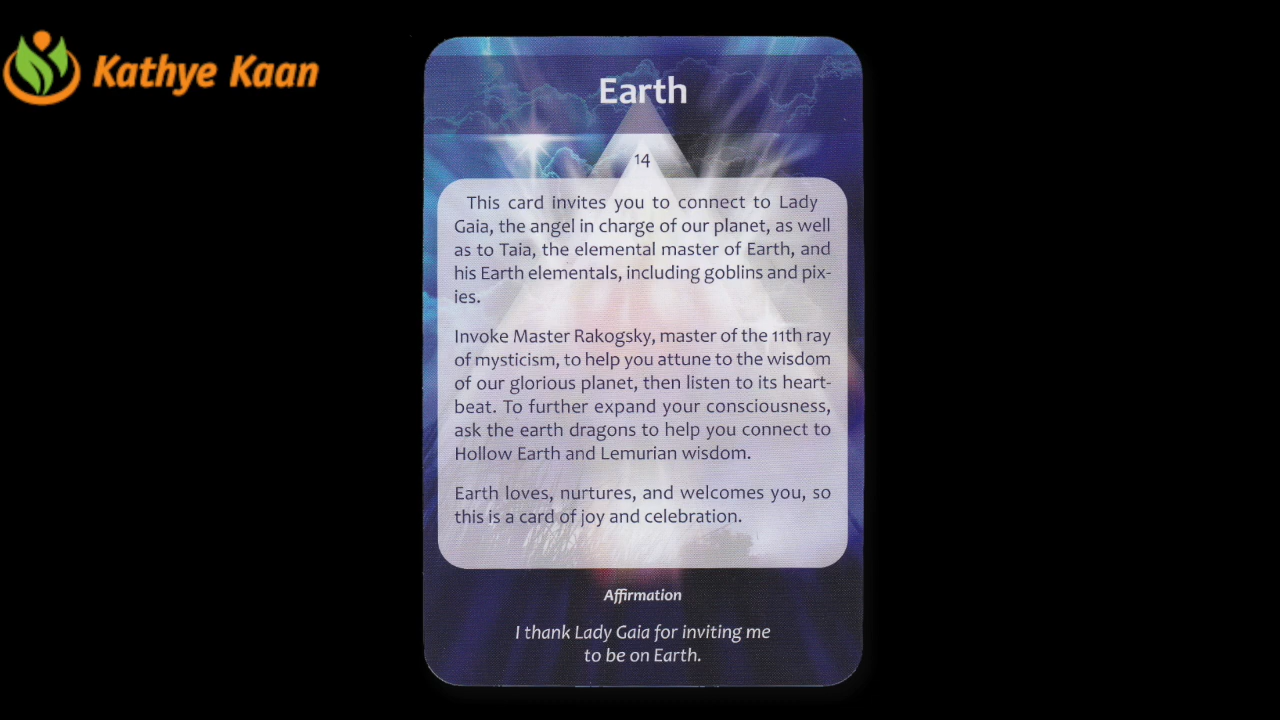 Kathye Kaan
Earth
14
This card invites you to connect to Lady
Gaia, the angel in charge of our planet, as well
as to Taia, the elemental master of Earth, and
his Earth elementals, including goblins and pix-
ies.
Invoke Master Rakogsky, master of the 11th ray
of mysticism, to help you attune to the wisdom
of our glorious planet, then listen to its heart-
beat. To further expand your consciousness,
ask the earth dragons to help you connect to
Hollow Earth and Lemurian wisdom.
Earth loves, nurtures, and welcomes you, so
this is a card of joy and celebration.
Affirmation
I thank Lady Gaia for inviting me
to be on Earth.